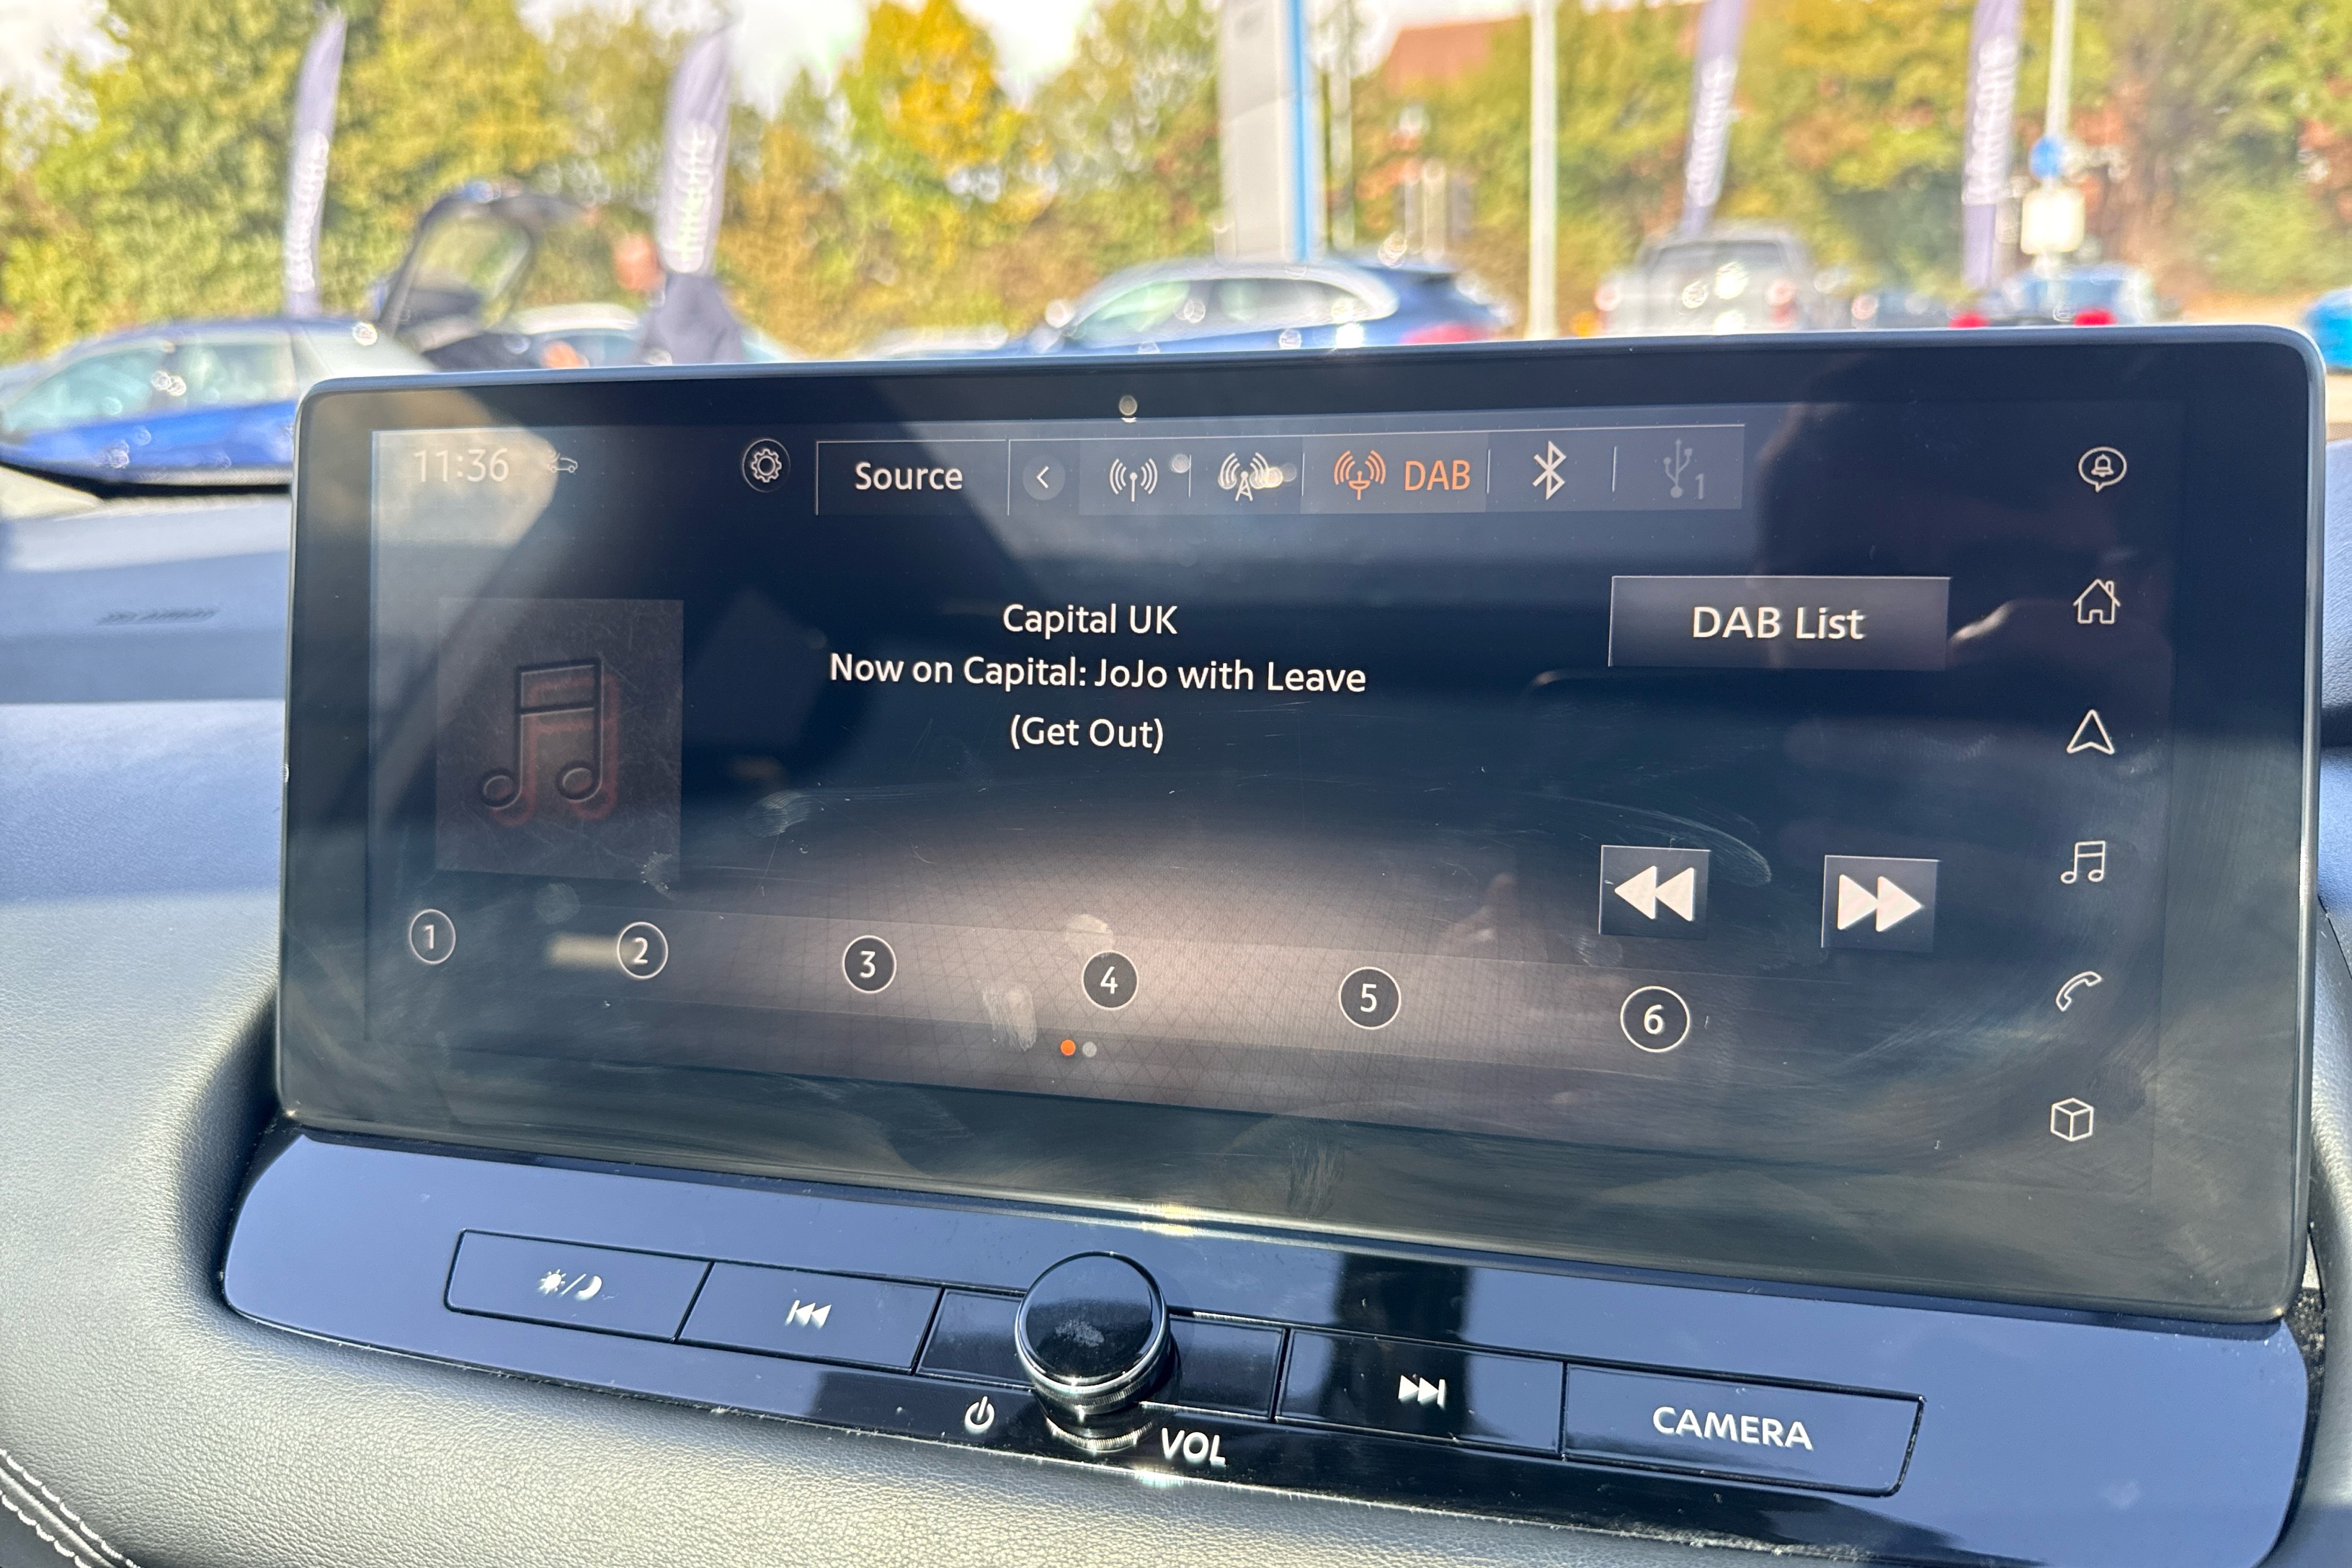 11:36
Source
DAB
1
Capital UK
DAB List
Now on Capital: JoJo with Leave
(Get Out)
1
2
3
4
5
6
VOL
CAMERA